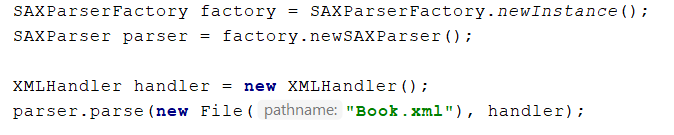 SAXParserFactory factory = SAXParserFactory.newInstance();
SAXParser parser = factory.newSAXParser();
XMLHandler handler = new XMLHandler();
parser.parse(new File( pathname: "Book.xml"), handler);